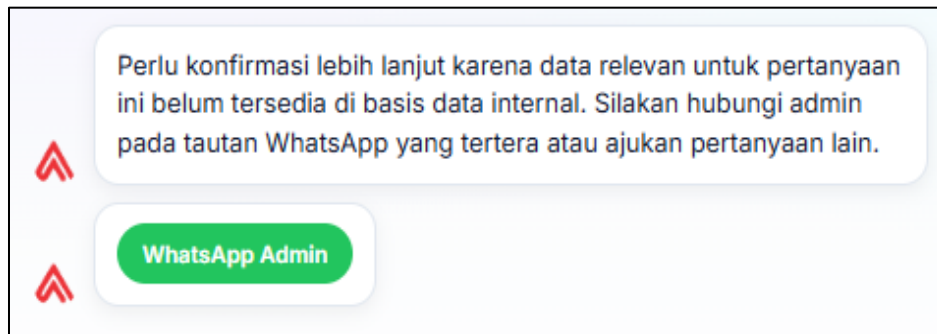 Perlu konfirmasi lebih lanjut karena data relevan untuk pertanyaan
ini belum tersedia di basis data internal. Silakan hubungi admin
pada tautan WhatsApp yang tertera atau ajukan pertanyaan lain.
WhatsApp Admin